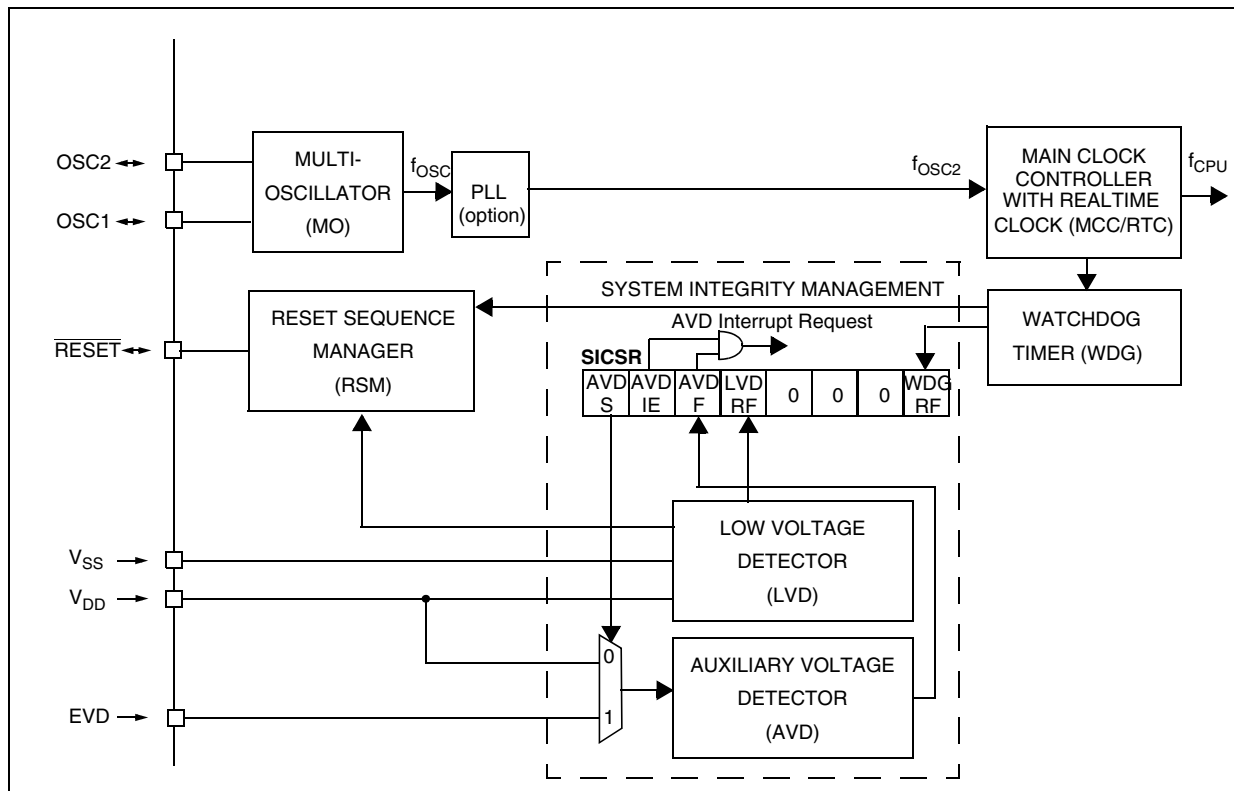 OSC2
OSC1
MULTI-
OSCILLATOR
(MO)
fOSC
PLL
(option)
fOSC2
MAIN CLOCK
CONTROLLER
WITH REALTIME
CLOCK (MCC/RTC)
fCPU
SYSTEM INTEGRITY MANAGEMENT
RESET
RESET SEQUENCE
MANAGER
(RSM)
AVD Interrupt Request
WATCHDOG
TIMER (WDG)
SICSR
AVD AVD AVD LVD 0 0 0 WDG
S IE F RF RF
VSS
VDD
LOW VOLTAGE
DETECTOR
(LVD)
0
1
EVD
AUXILIARY VOLTAGE
DETECTOR
(AVD)